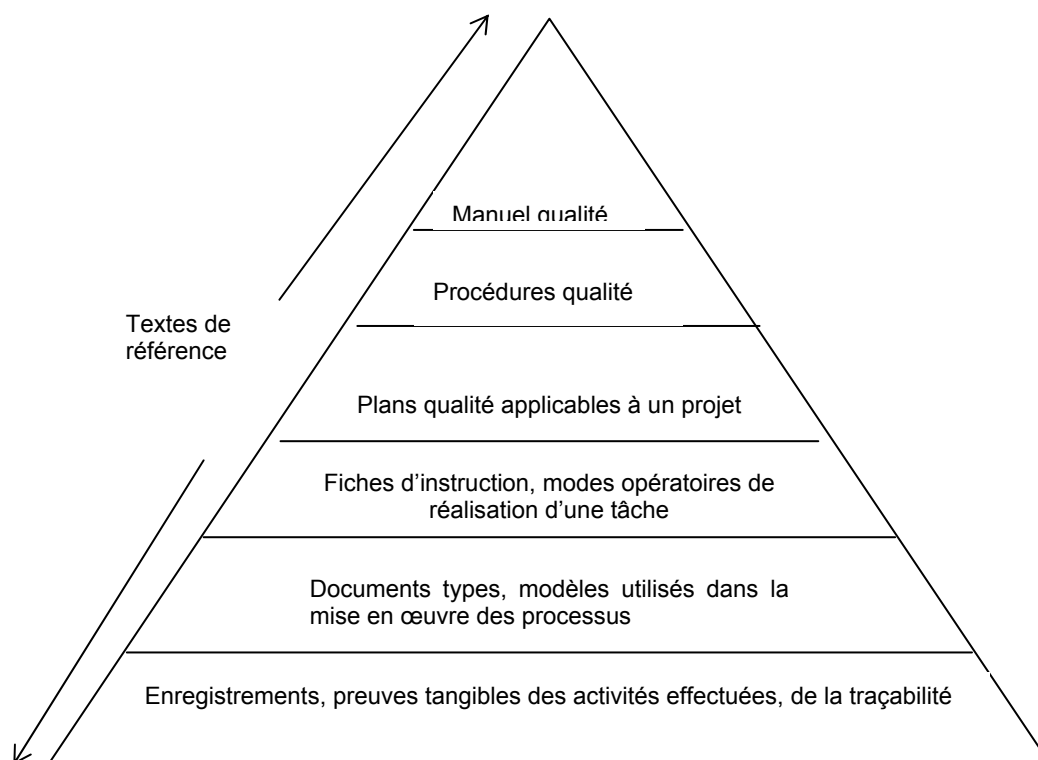 Manuel qualité
Procédures qualité
Textes de
référence
Plans qualité applicables à un projet
Fiches d’instruction, modes opératoires de
réalisation d’une tâche
Documents types, modèles utilisés dans la
mise en œuvre des processus
Enregistrements, preuves tangibles des activités effectuées, de la traçabilité